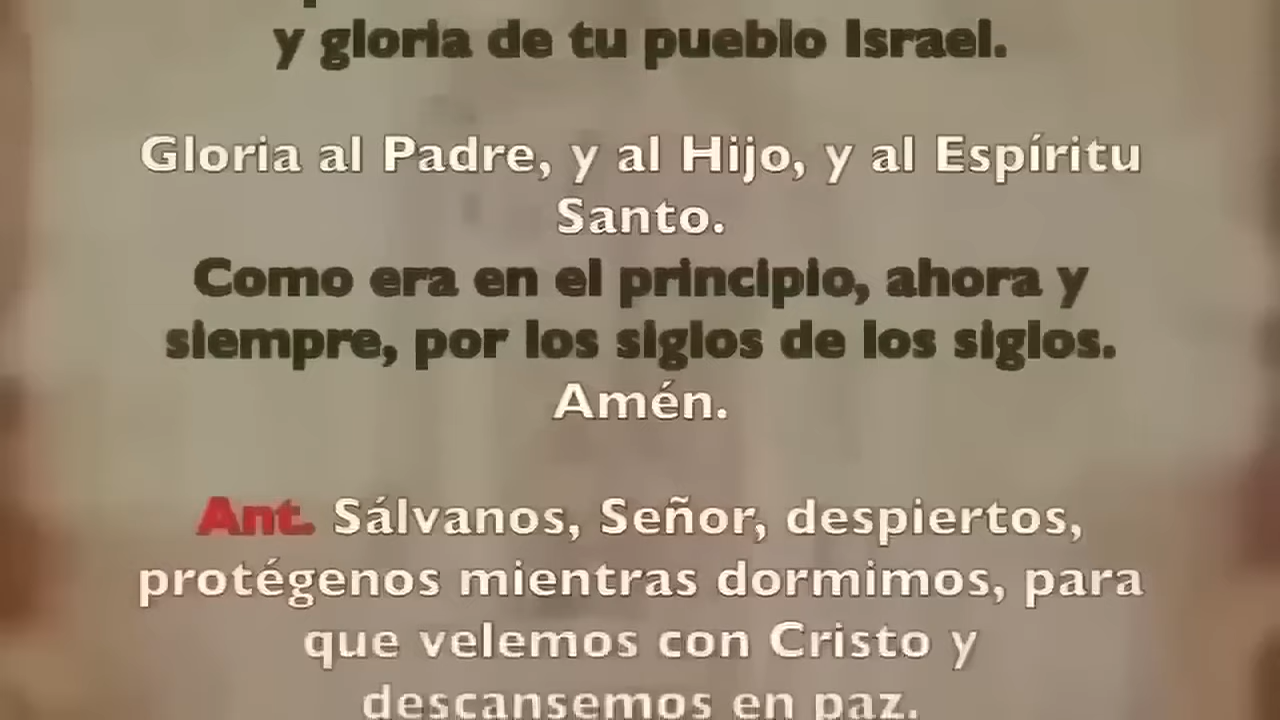 y gloria de tu pueblo Israel.
Gloria al Padre, y al Hijo, y al Espíritu
Santo.
Como era en el principio, ahora y
siempre, por los siglos de los siglos.
Amén.
Ant. Sálvanos, Señor, despiertos,
protégenos mientras dormimos, para
que velemos con Cristo y
descansemos en paz.